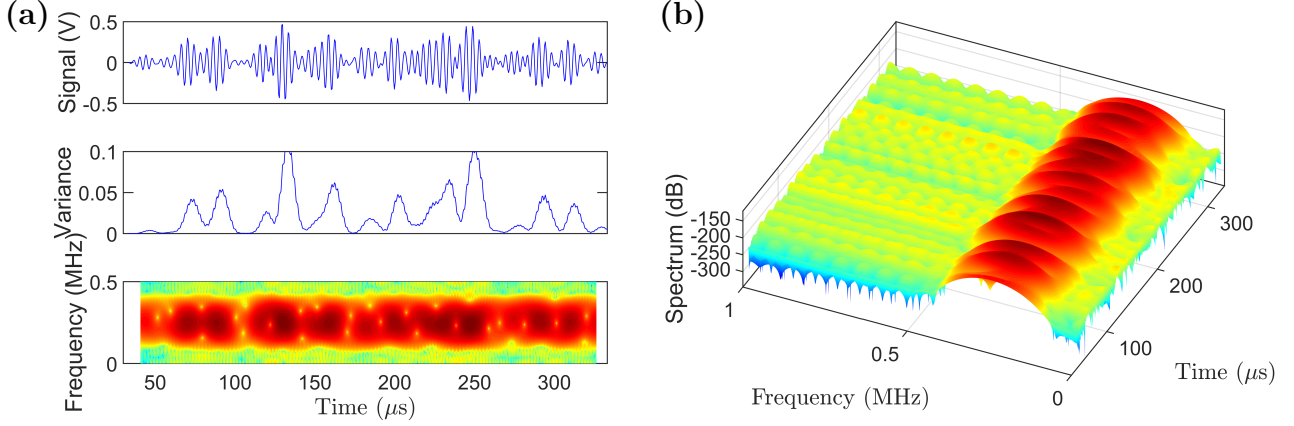 (a)
Signal (V)
0.5
0
-0.5
Variance
0.1
0.05
0
Frequency (MHz)
0.5
0
50 100 150 200 250 300
Time (μs)
(b)
Spectrum (dB)
-150
-200
-250
-300
1
0.5
0
Frequency (MHz)
100
200
300
Time (μs)